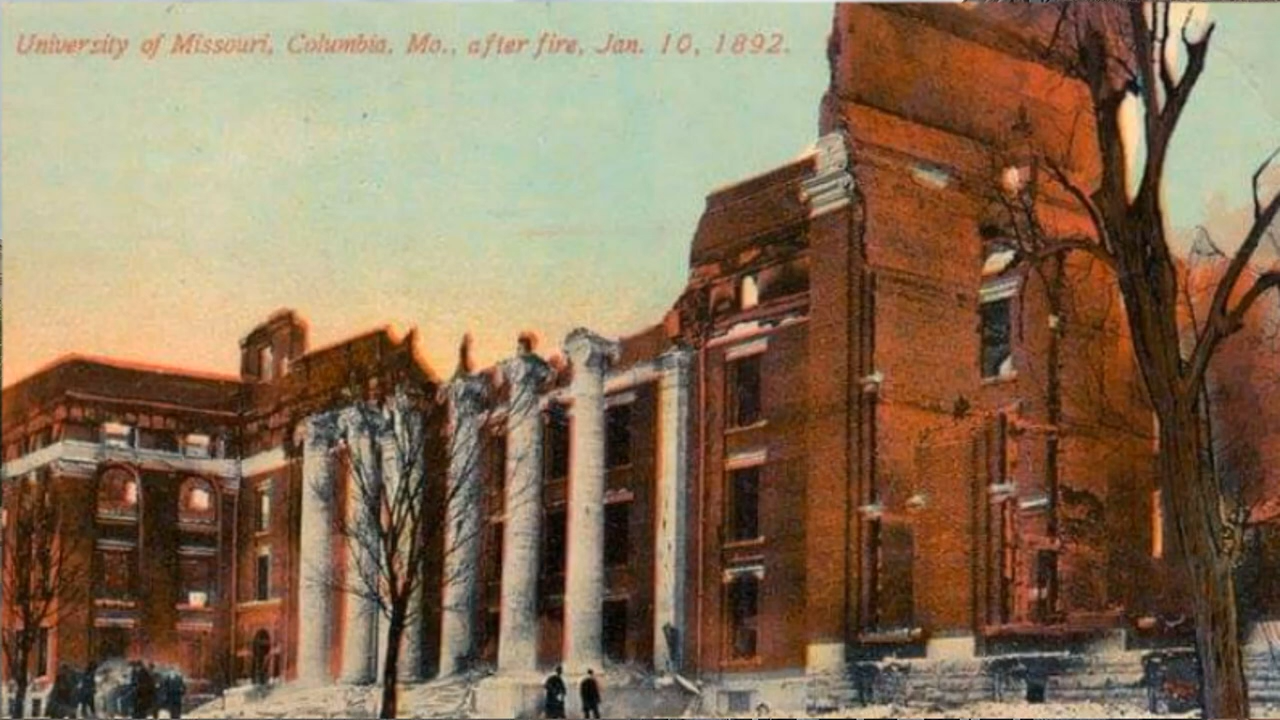 University of Missouri, Columbia, Mo., after fire, Jan. 10, 1892.